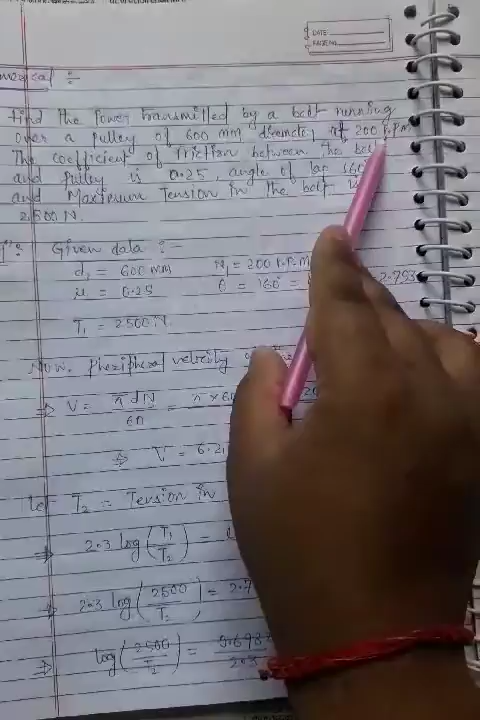 DATE:
PAGE NO.:
Find the Power transmitted by a belt running
over a pulley of 600 mm diameter at 200 r.P.m
The coefficient of friction between the belt
and pulley is 0.25, angle of lap 160
and Maximum Tension in the belt is
2500 N.
Given data :-
d₁ = 600 mm N₁ = 200 r.P.m
μ = 0.25 θ = 160° = 2.793
T₁ = 2500 N.
Now, Pheripheral velocity
⇒ V = π d N / 60 = π × 60
⇒ V = 6.2
let T₂ = Tension in
⇒ 2.3 log (T₁ / T₂) =
⇒ 2.3 log (2500 / T₂) = 2.7
⇒ log (2500 / T₂) = 0.698 / 2.3